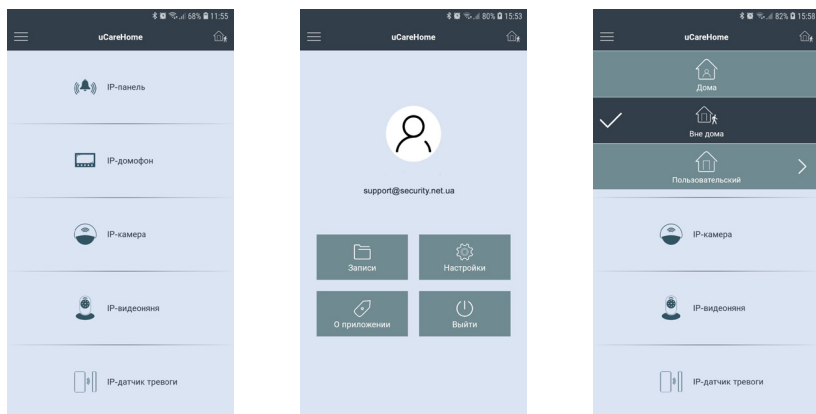 68% 11:55
uCareHome
IP-панель
IP-домофон
IP-камера
IP-видеоняня
IP-датчик тревоги
80% 15:53
uCareHome
support@security.net.ua
Записи
Настройки
О приложении
Выйти
82% 15:58
uCareHome
Дома
Вне дома
Пользовательский
IP-камера
IP-видеоняня
IP-датчик тревоги